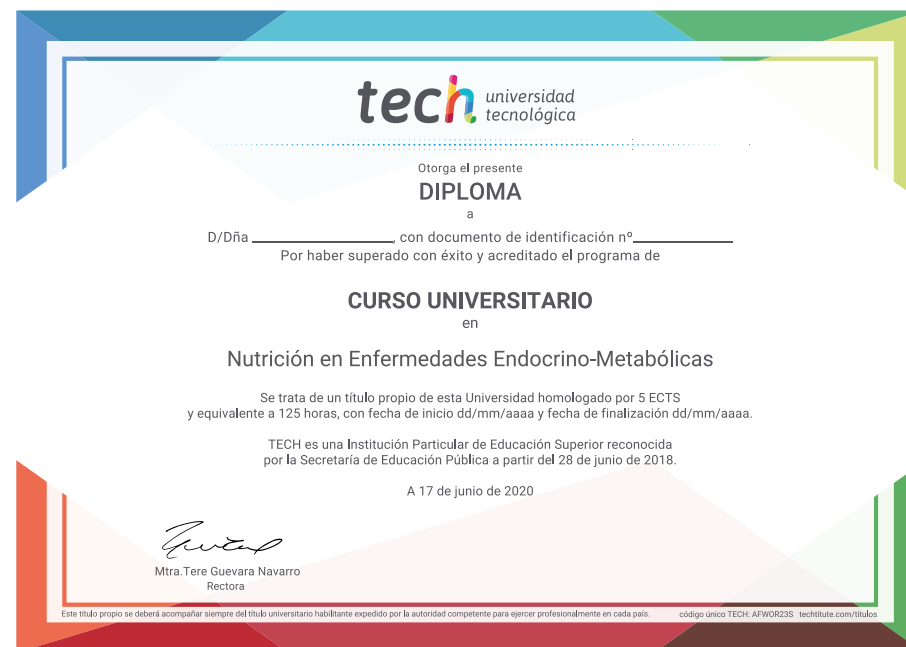 tech universidad
tecnológica
Otorga el presente
DIPLOMA
a
D/Dña ____________________, con documento de identificación nº______________
Por haber superado con éxito y acreditado el programa de
CURSO UNIVERSITARIO
en
Nutrición en Enfermedades Endocrino-Metabólicas
Se trata de un título propio de esta Universidad homologado por 5 ECTS
y equivalente a 125 horas, con fecha de inicio dd/mm/aaaa y fecha de finalización dd/mm/aaaa.
TECH es una Institución Particular de Educación Superior reconocida
por la Secretaría de Educación Pública a partir del 28 de junio de 2018.
A 17 de junio de 2020
Mtra.Tere Guevara Navarro
Rectora
Este título propio se deberá acompañar siempre del título universitario habilitante expedido por la autoridad competente para ejercer profesionalmente en cada país. código único TECH: AFWOR23S techtitute.com/titulos